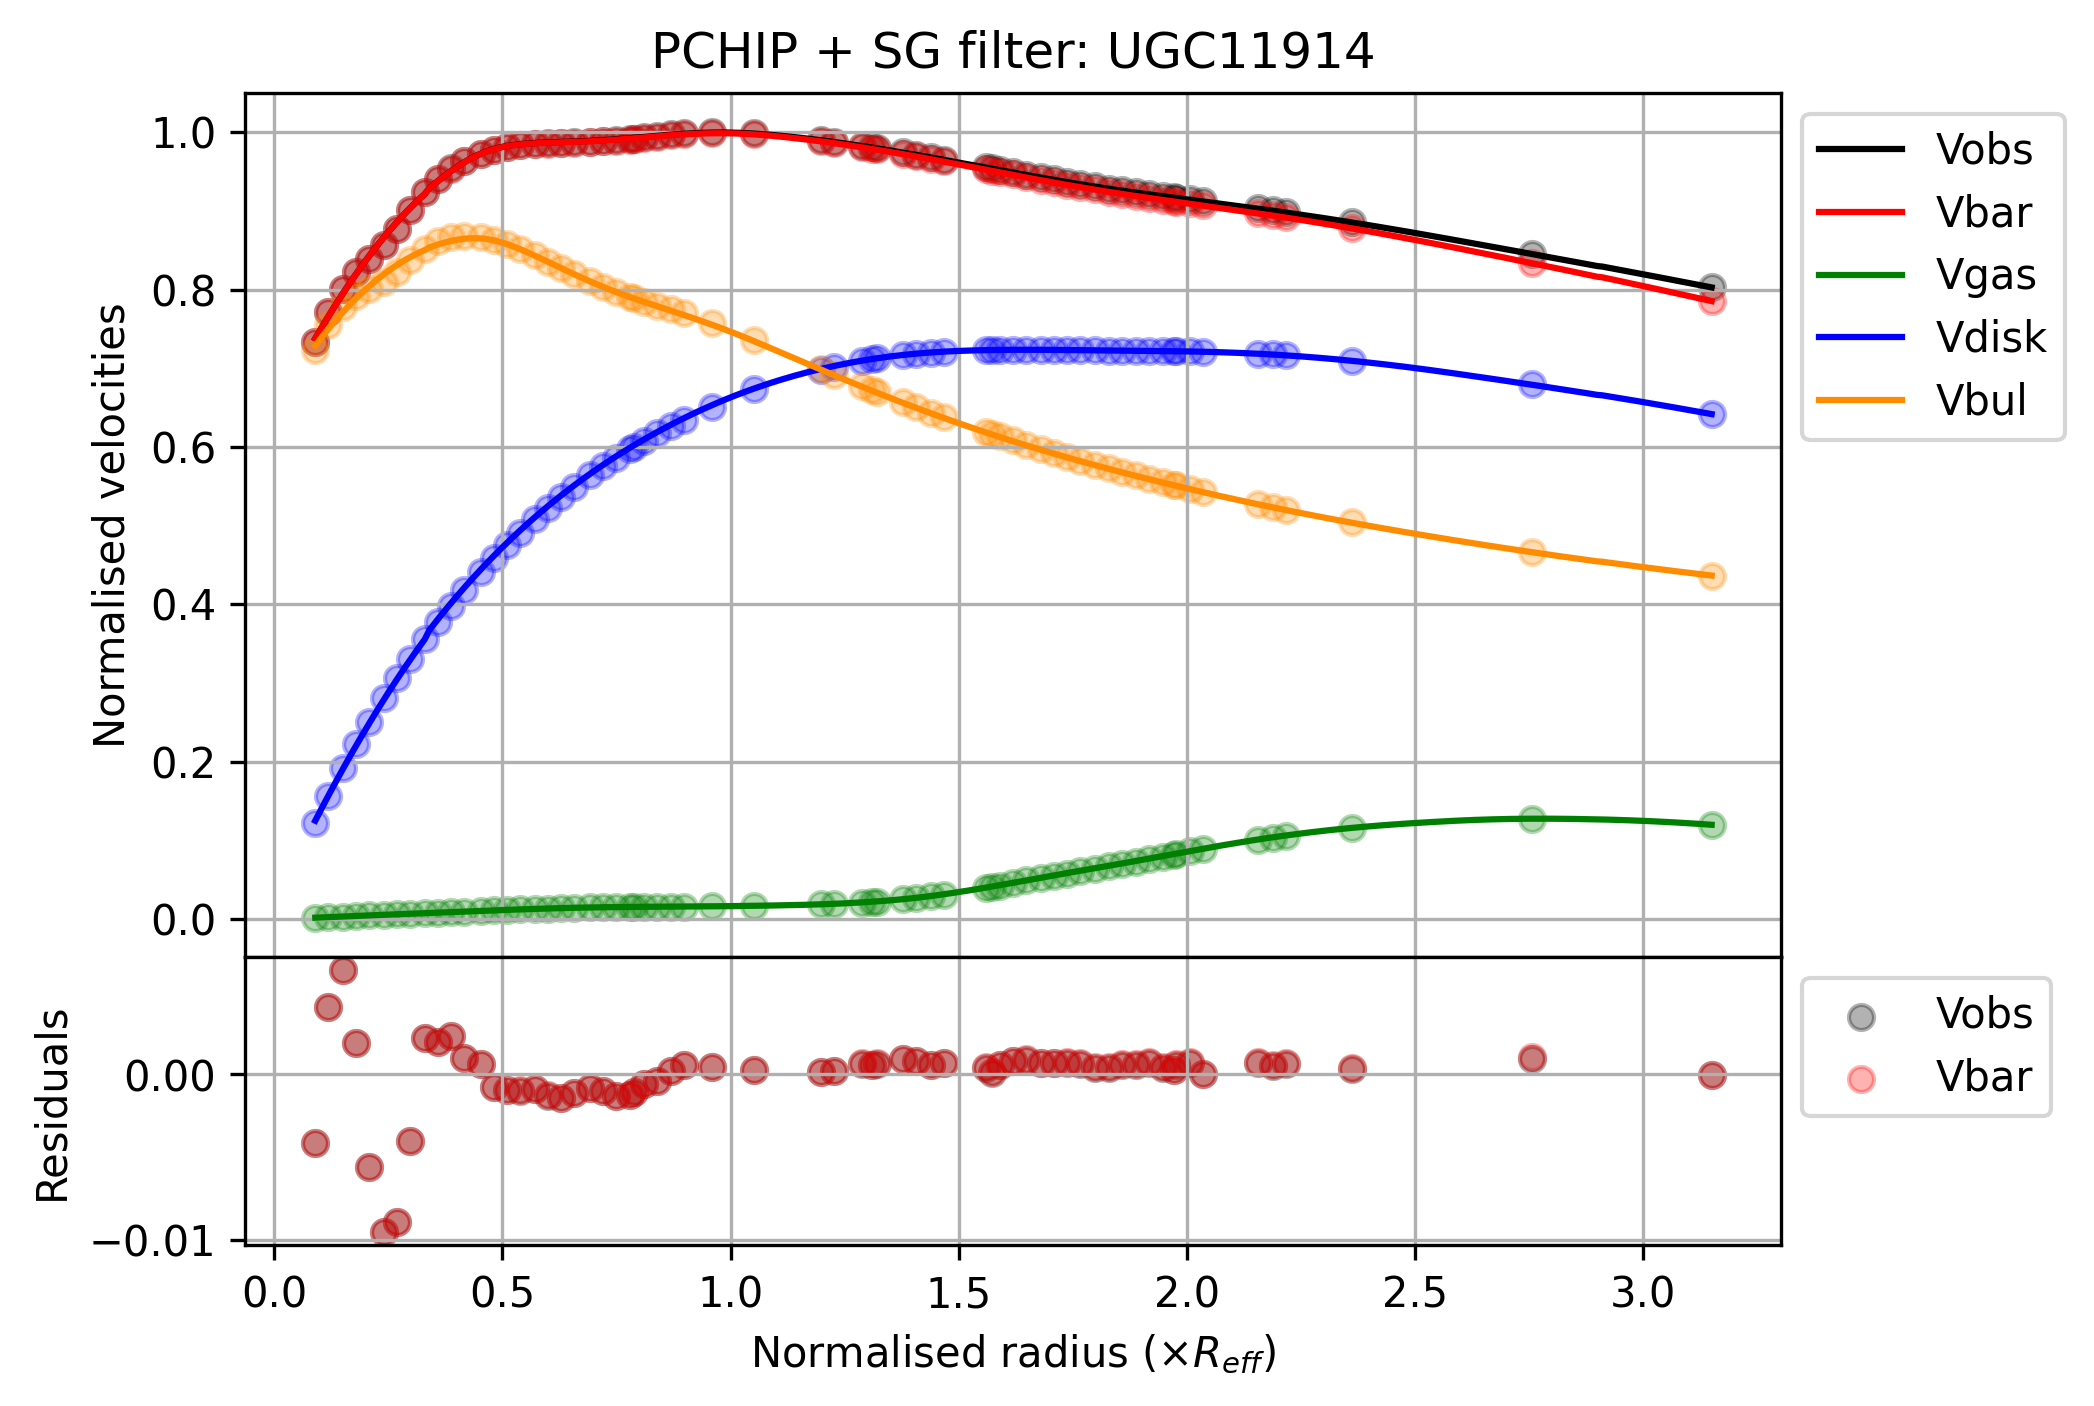 PCHIP + SG filter: UGC11914
Normalised velocities
1.0
0.8
0.6
0.4
0.2
0.0
Vobs
Vbar
Vgas
Vdisk
Vbul
Residuals
0.00
−0.01
Vobs
Vbar
0.0 0.5 1.0 1.5 2.0 2.5 3.0
Normalised radius (×R_eff)